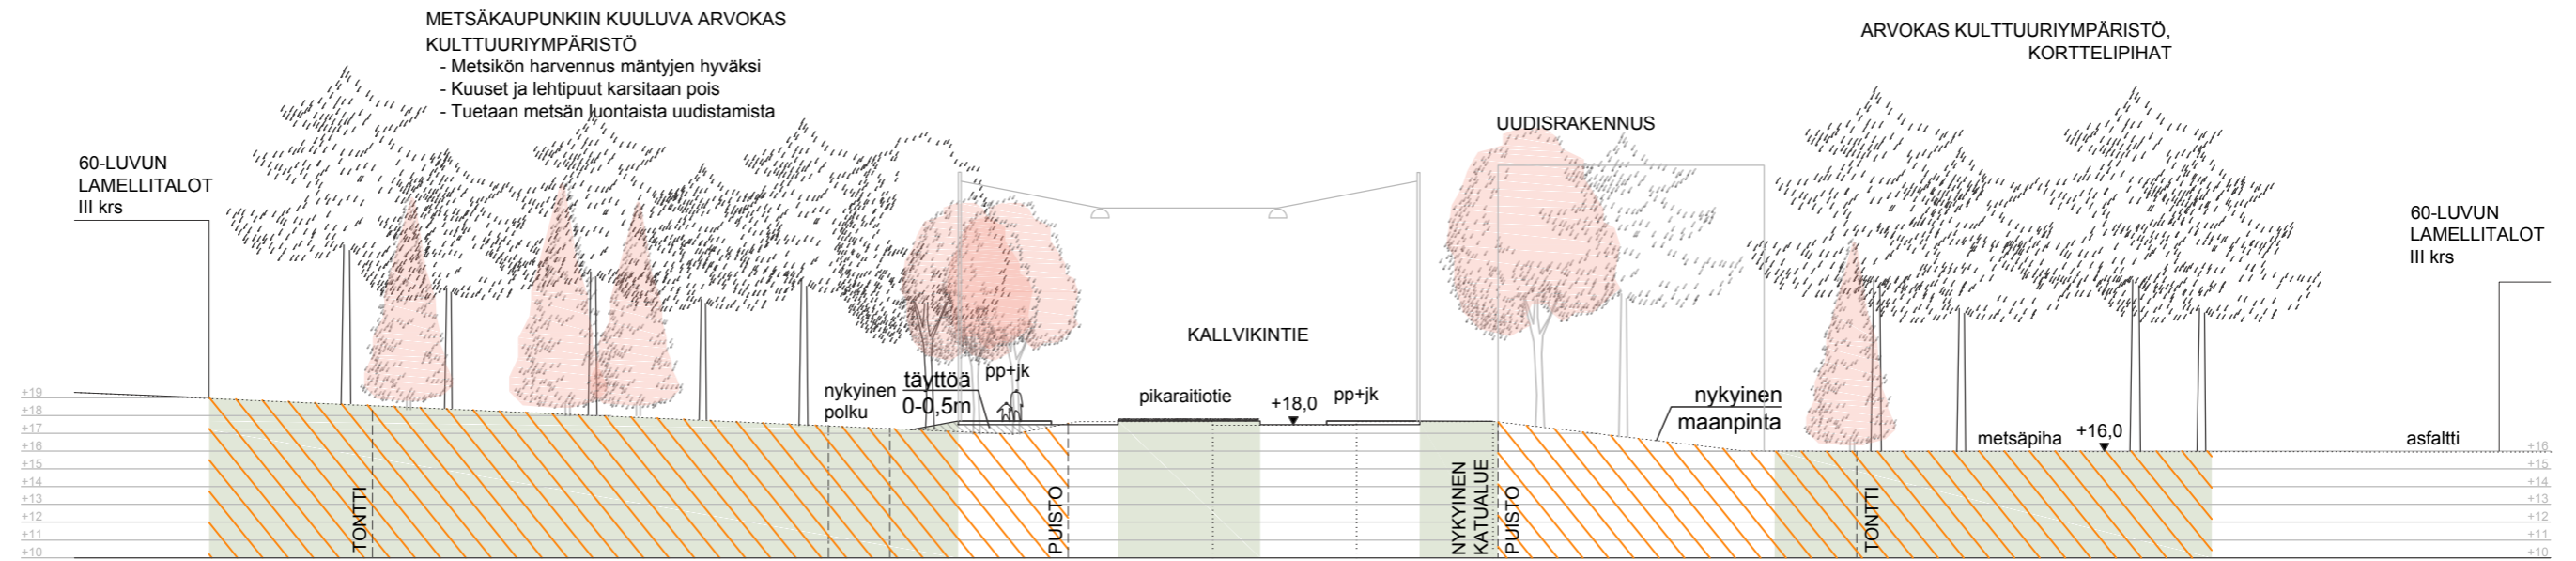 METSÄKAUPUNKIIN KUULUVA ARVOKAS
KULTTUURIYMPÄRISTÖ
- Metsikön harvennus mäntyjen hyväksi
- Kuuset ja lehtipuut karsitaan pois
- Tuetaan metsän luontaista uudistamista
ARVOKAS KULTTUURIYMPÄRISTÖ,
KORTTELIPIHAT
UUDISRAKENNUS
60-LUVUN
LAMELLITALOT
III krs
60-LUVUN
LAMELLITALOT
III krs
KALLVIKINTIE
nykyinen
polku
täyttöä
0-0,5m
pp+jk
pikaraitiotie
+18,0
pp+jk
nykyinen
maanpinta
metsäpiha
+16,0
asfaltti
+19
+18
+17
+16
+15
+14
+13
+12
+11
+10
TONTTI
PUISTO
NYKYINEN
KATUALUE
PUISTO
TONTTI
+16
+15
+14
+13
+12
+11
+10